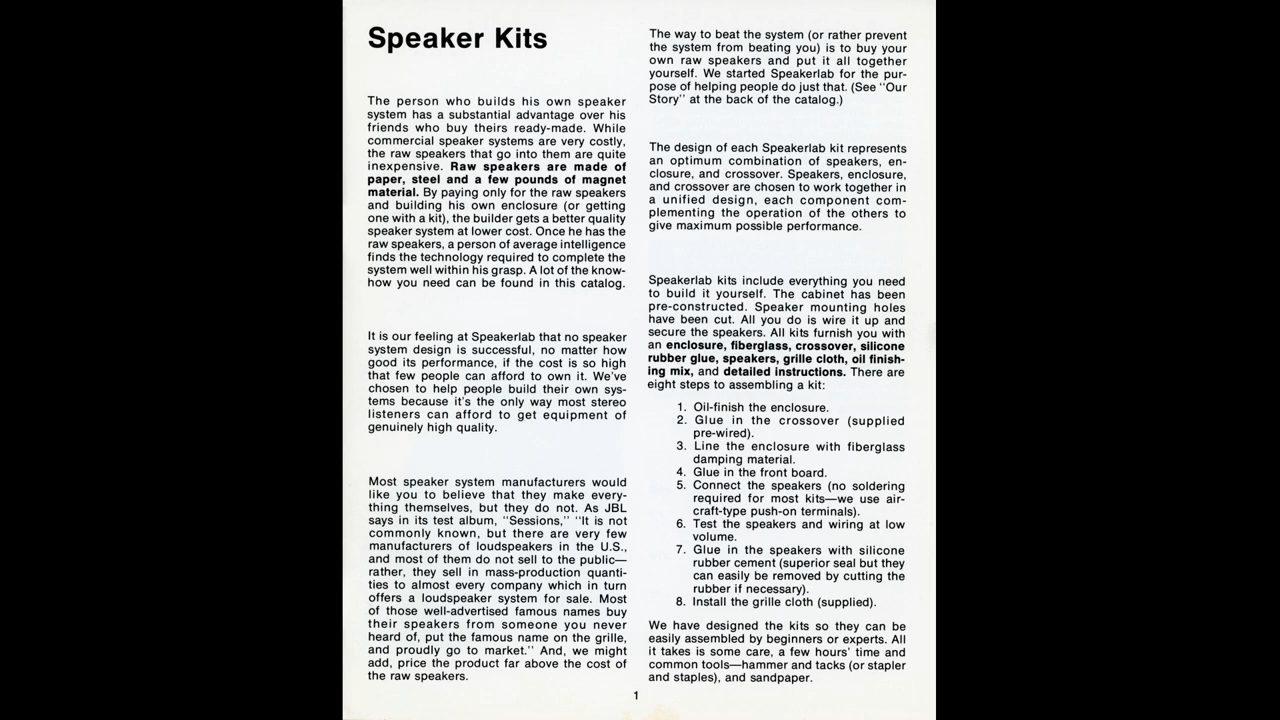 Speaker Kits
The person who builds his own speaker
system has a substantial advantage over his
friends who buy theirs ready-made. While
commercial speaker systems are very costly,
the raw speakers that go into them are quite
inexpensive. Raw speakers are made of
paper, steel and a few pounds of magnet
material. By paying only for the raw speakers
and building his own enclosure (or getting
one with a kit), the builder gets a better quality
speaker system at lower cost. Once he has the
raw speakers, a person of average intelligence
finds the technology required to complete the
system well within his grasp. A lot of the know-
how you need can be found in this catalog.
It is our feeling at Speakerlab that no speaker
system design is successful, no matter how
good its performance, if the cost is so high
that few people can afford to own it. We've
chosen to help people build their own sys-
tems because it's the only way most stereo
listeners can afford to get equipment of
genuinely high quality.
Most speaker system manufacturers would
like you to believe that they make every-
thing themselves, but they do not. As JBL
says in its test album, "Sessions," "It is not
commonly known, but there are very few
manufacturers of loudspeakers in the U.S.,
and most of them do not sell to the public—
rather, they sell in mass-production quanti-
ties to almost every company which in turn
offers a loudspeaker system for sale. Most
of those well-advertised famous names buy
their speakers from someone you never
heard of, put the famous name on the grille,
and proudly go to market." And, we might
add, price the product far above the cost of
the raw speakers.
The way to beat the system (or rather prevent
the system from beating you) is to buy your
own raw speakers and put it all together
yourself. We started Speakerlab for the pur-
pose of helping people do just that. (See "Our
Story" at the back of the catalog.)
The design of each Speakerlab kit represents
an optimum combination of speakers, en-
closure, and crossover. Speakers, enclosure,
and crossover are chosen to work together in
a unified design, each component com-
plementing the operation of the others to
give maximum possible performance.
Speakerlab kits include everything you need
to build it yourself. The cabinet has been
pre-constructed. Speaker mounting holes
have been cut. All you do is wire it up and
secure the speakers. All kits furnish you with
an enclosure, fiberglass, crossover, silicone
rubber glue, speakers, grille cloth, oil finish-
ing mix, and detailed instructions. There are
eight steps to assembling a kit:
1. Oil-finish the enclosure.
2. Glue in the crossover (supplied
pre-wired).
3. Line the enclosure with fiberglass
damping material.
4. Glue in the front board.
5. Connect the speakers (no soldering
required for most kits—we use air-
craft-type push-on terminals).
6. Test the speakers and wiring at low
volume.
7. Glue in the speakers with silicone
rubber cement (superior seal but they
can easily be removed by cutting the
rubber if necessary).
8. Install the grille cloth (supplied).
We have designed the kits so they can be
easily assembled by beginners or experts. All
it takes is some care, a few hours' time and
common tools—hammer and tacks (or stapler
and staples), and sandpaper.
1